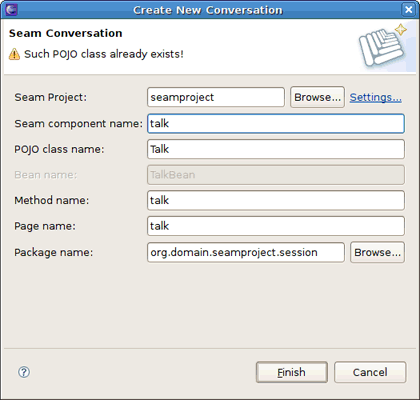 Create New Conversation
Seam Conversation
Such POJO class already exists!
Seam Project: seamproject Browse... Settings...
Seam component name: talk
POJO class name: Talk
Bean name: TalkBean
Method name: talk
Page name: talk
Package name: org.domain.seamproject.session Browse...
? Finish Cancel